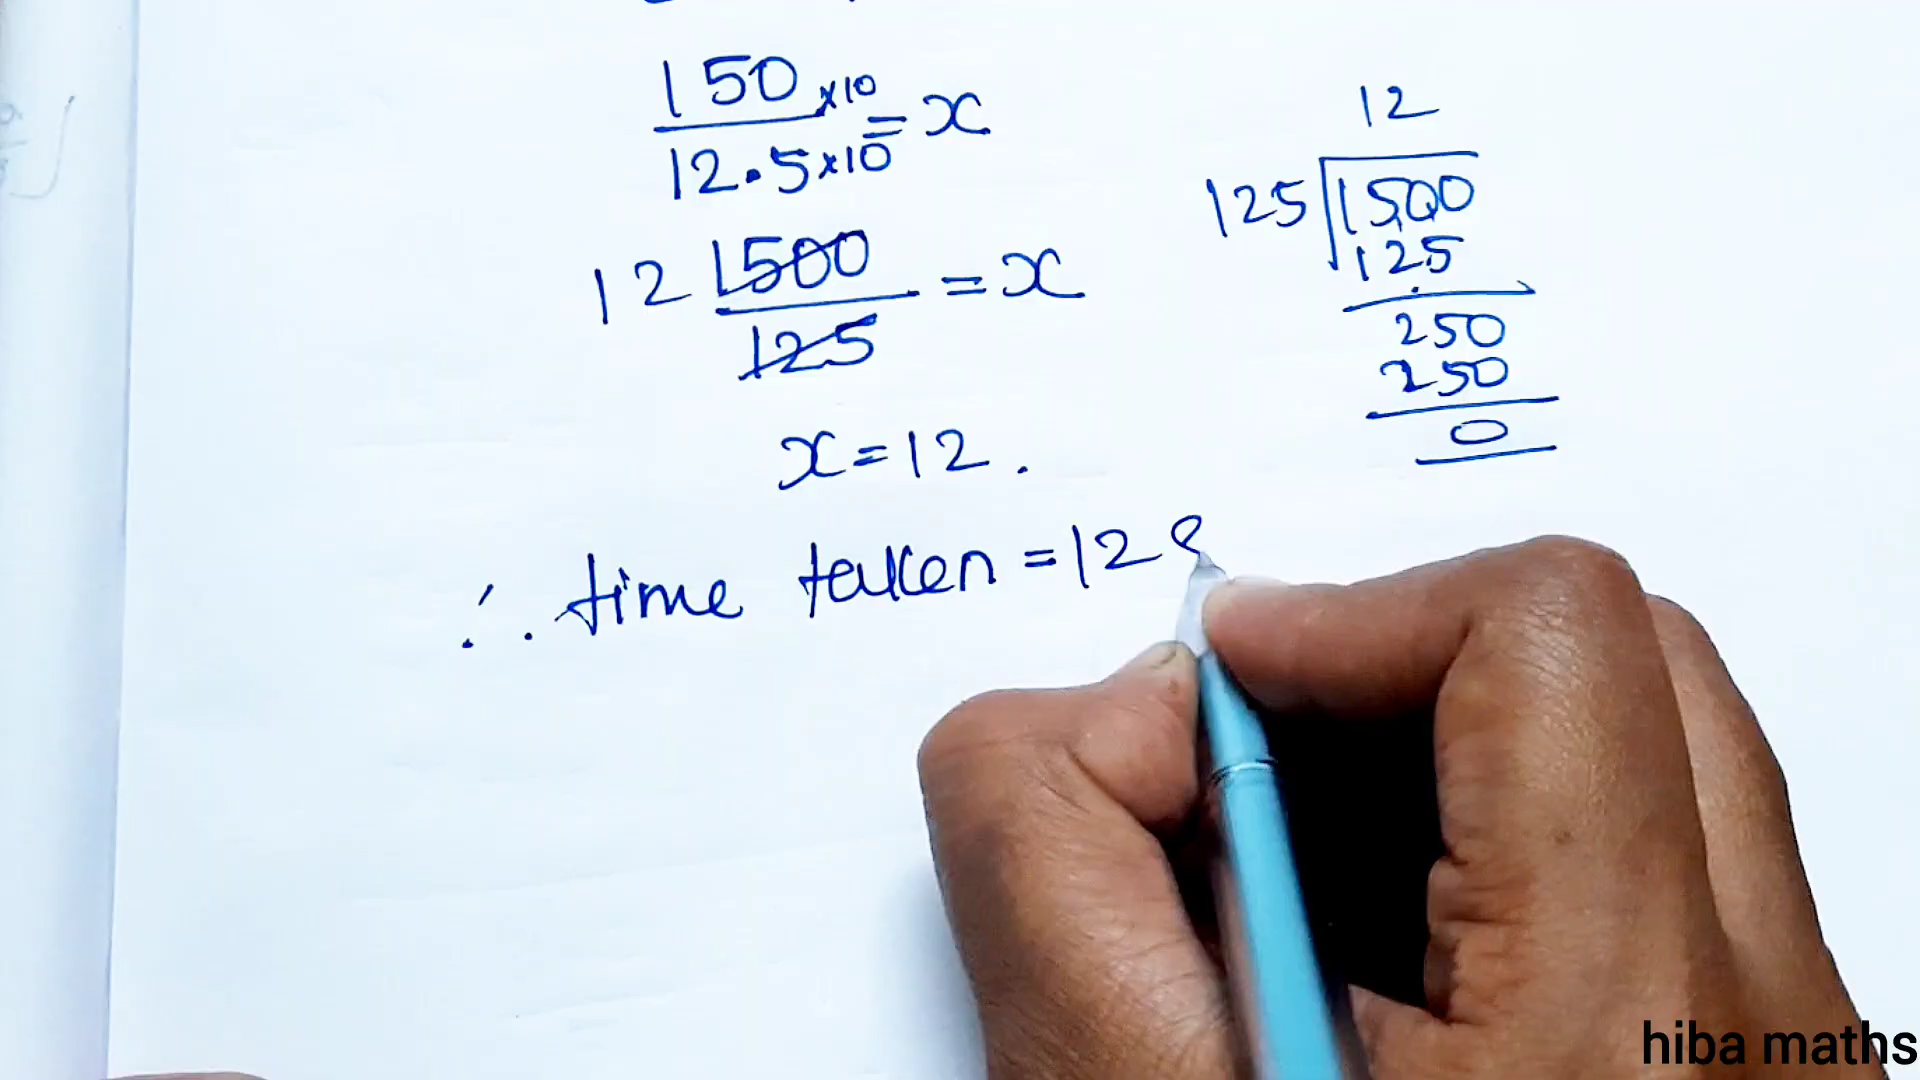 150×10
12.5×10 = x
12 1500
125 = x
x = 12 .
∴ time taken = 12 8
12
125 1500
125
250
250
0
hiba maths